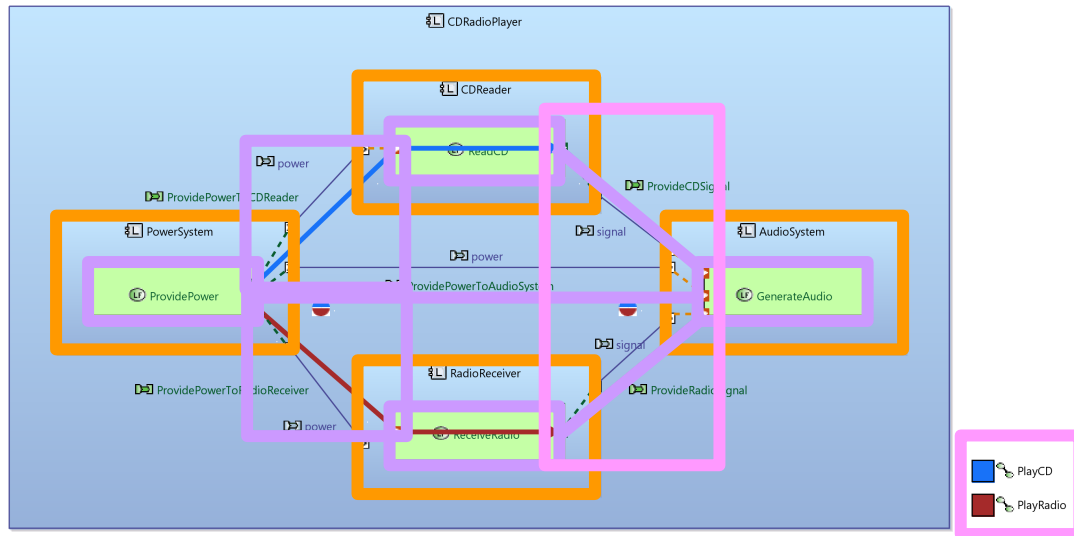 CDRadioPlayer
CDReader
ReadCD
power
ProvideCDSignal
ProvidePowerToCDReader
PowerSystem
signal
AudioSystem
power
ProvidePowerToAudioSystem
ProvidePower
GenerateAudio
signal
RadioReceiver
ProvidePowerToRadioReceiver
ProvideRadioSignal
power
ReceiveRadio
PlayCD
PlayRadio